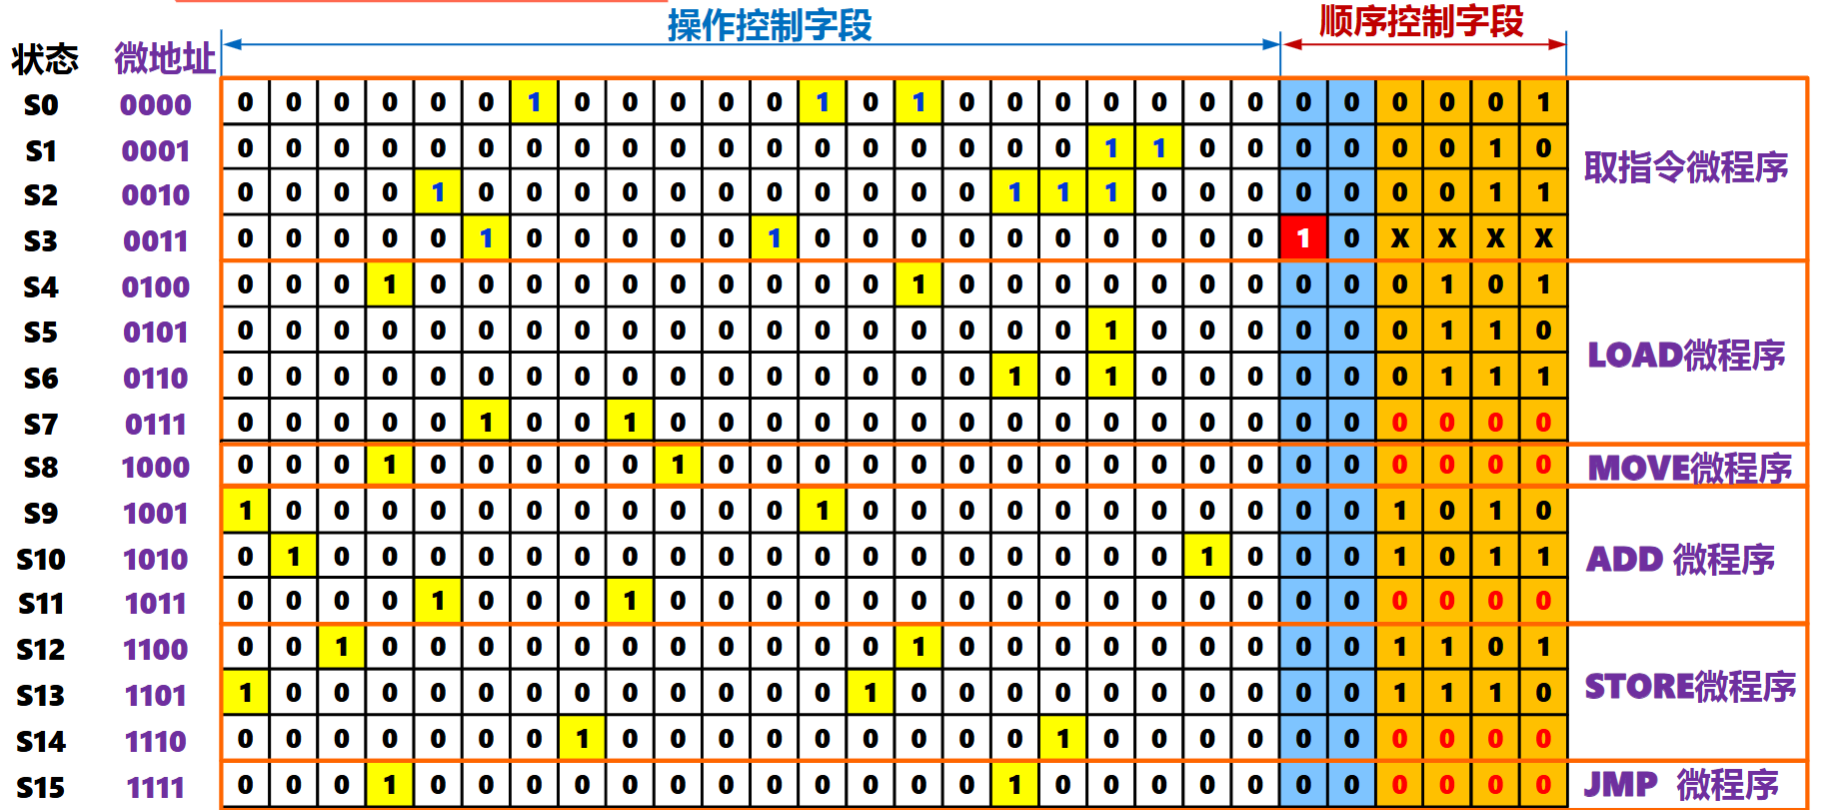 操作控制字段 顺序控制字段
状态 微地址
S0 0000 0 0 0 0 0 0 1 0 0 0 0 0 1 0 1 0 0 0 0 0 0 0 0 0 0 0 0 1
S1 0001 0 0 0 0 0 0 0 0 0 0 0 0 0 0 0 0 0 0 1 1 0 0 0 0 0 0 1 0
取指令微程序
S2 0010 0 0 0 0 1 0 0 0 0 0 0 0 0 0 0 0 1 1 1 0 0 0 0 0 0 0 1 1
S3 0011 0 0 0 0 0 1 0 0 0 0 0 1 0 0 0 0 0 0 0 0 0 0 1 0 X X X X
S4 0100 0 0 0 1 0 0 0 0 0 0 0 0 0 0 1 0 0 0 0 0 0 0 0 0 0 1 0 1
S5 0101 0 0 0 0 0 0 0 0 0 0 0 0 0 0 0 0 0 0 1 0 0 0 0 0 0 1 1 0
LOAD微程序
S6 0110 0 0 0 0 0 0 0 0 0 0 0 0 0 0 0 0 1 0 1 0 0 0 0 0 0 1 1 1
S7 0111 0 0 0 0 0 1 0 0 1 0 0 0 0 0 0 0 0 0 0 0 0 0 0 0 0 0 0 0
S8 1000 0 0 0 1 0 0 0 0 0 1 0 0 0 0 0 0 0 0 0 0 0 0 0 0 0 0 0 0 MOVE微程序
S9 1001 1 0 0 0 0 0 0 0 0 0 0 0 1 0 0 0 0 0 0 0 0 0 0 0 1 0 1 0
S10 1010 0 1 0 0 0 0 0 0 0 0 0 0 0 0 0 0 0 0 0 0 1 0 0 0 1 0 1 1 ADD 微程序
S11 1011 0 0 0 0 1 0 0 0 1 0 0 0 0 0 0 0 0 0 0 0 0 0 0 0 0 0 0 0
S12 1100 0 0 1 0 0 0 0 0 0 0 0 0 0 0 1 0 0 0 0 0 0 0 0 0 1 1 0 1
S13 1101 1 0 0 0 0 0 0 0 0 0 0 0 0 1 0 0 0 0 0 0 0 0 0 0 1 1 1 0 STORE微程序
S14 1110 0 0 0 0 0 0 0 1 0 0 0 0 0 0 0 0 0 1 0 0 0 0 0 0 0 0 0 0
S15 1111 0 0 0 1 0 0 0 0 0 0 0 0 0 0 0 0 1 0 0 0 0 0 0 0 0 0 0 0 JMP 微程序